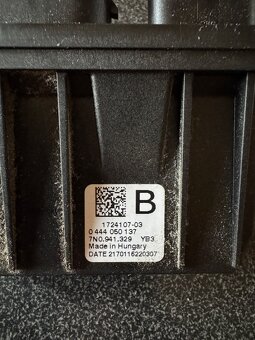 B
1724107-03
0 444 050 137
7N0.941.329 YB3
Made in Hungary
DATE 2170116220307